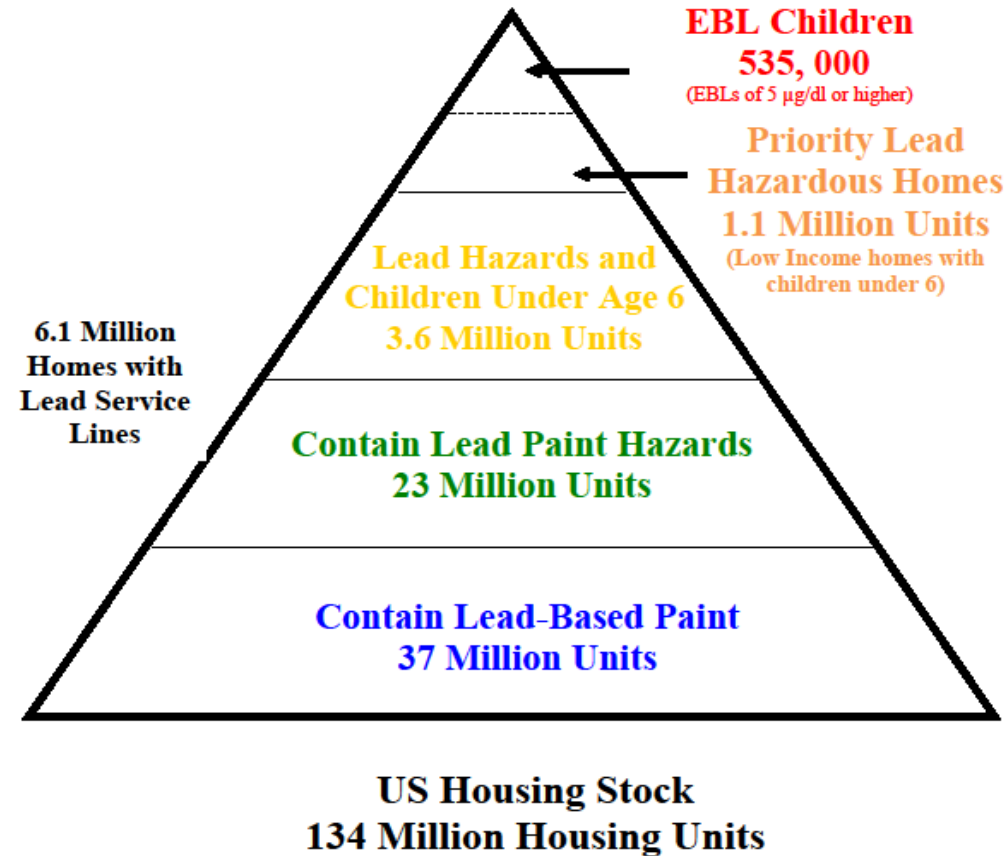 EBL Children
535, 000
(EBLs of 5 µg/dl or higher)
Priority Lead
Hazardous Homes
1.1 Million Units
(Low Income homes with
children under 6)
Lead Hazards and
Children Under Age 6
3.6 Million Units
6.1 Million
Homes with
Lead Service
Lines
Contain Lead Paint Hazards
23 Million Units
Contain Lead-Based Paint
37 Million Units
US Housing Stock
134 Million Housing Units